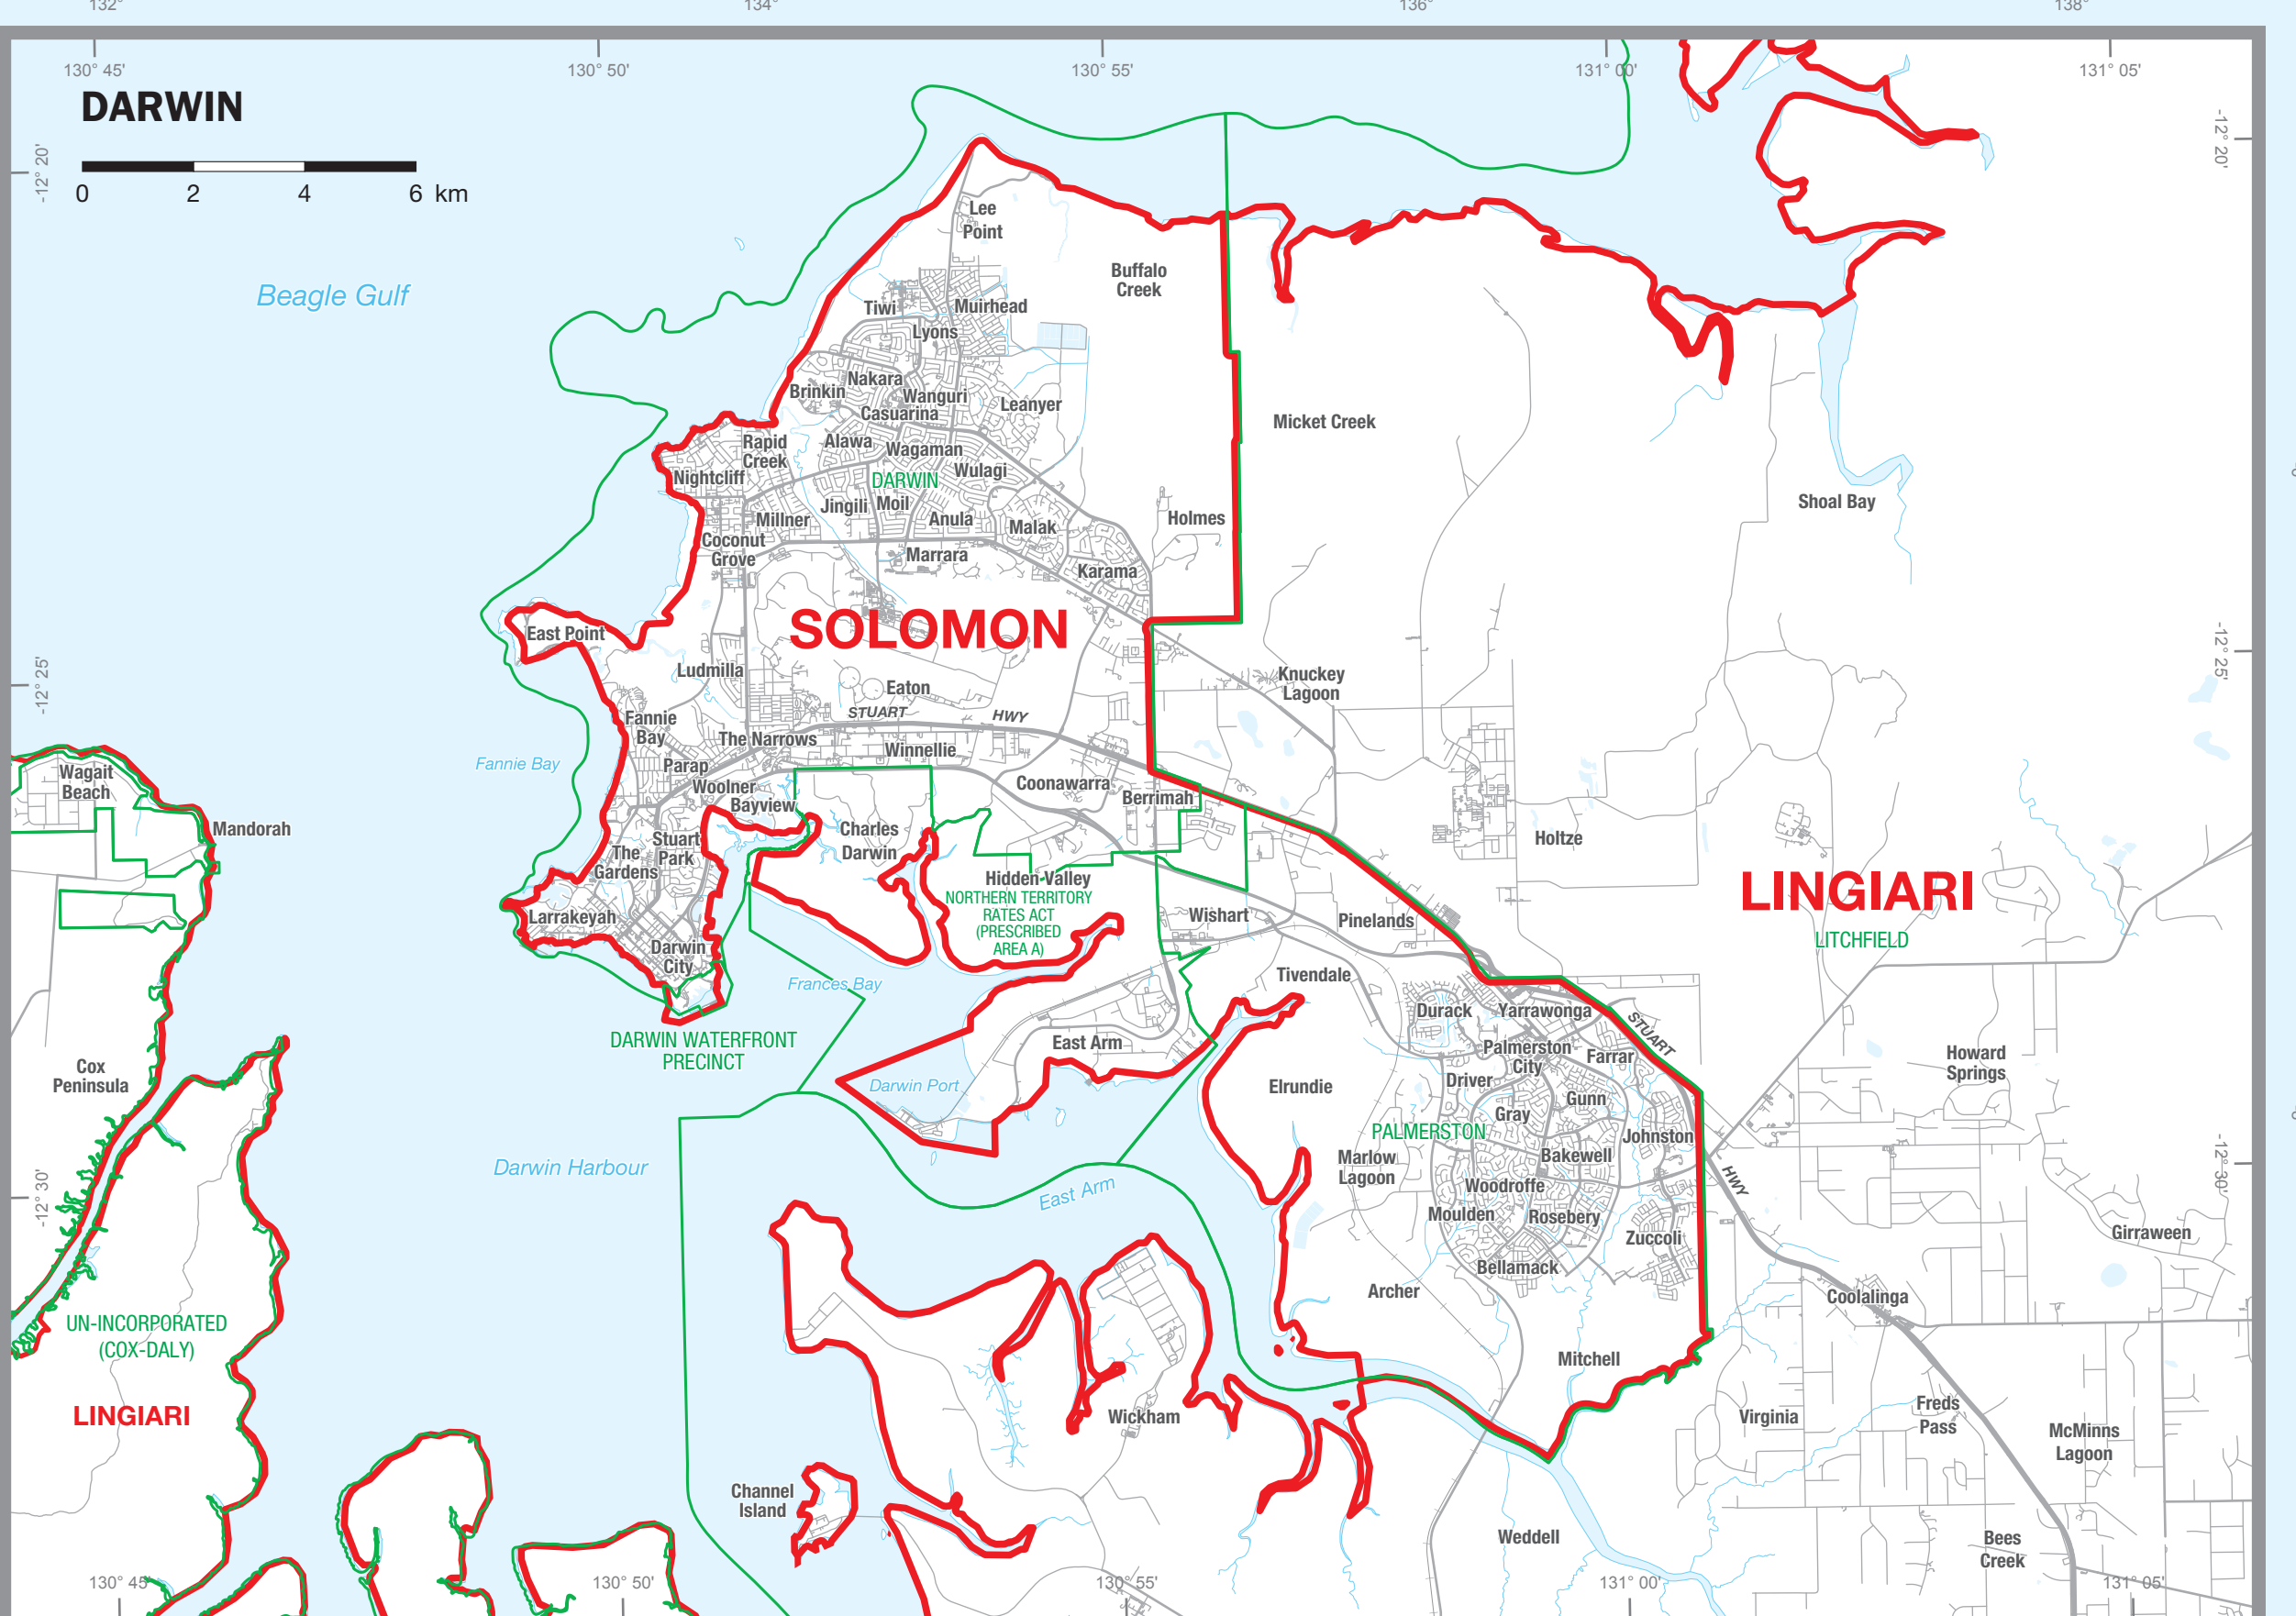 132°
134°
136°
138°
130° 45'
130° 50'
130° 55'
131° 00'
131° 05'
DARWIN
0 2 4 6 km
-12° 20'
-12° 20'
Beagle Gulf
Lee
Point
Buffalo
Creek
Tiwi
Muirhead
Lyons
Nakara
Brinkin
Wanguri
Casuarina
Leanyer
Micket Creek
Rapid
Creek
Alawa
Wagaman
Wulagi
Nightcliff
DARWIN
Shoal Bay
Jingili
Moil
Millner
Anula
Malak
Holmes
Coconut
Grove
Marrara
Karama
SOLOMON
East Point
-12° 25'
-12° 25'
Ludmilla
Eaton
Knuckey
Lagoon
STUART HWY
Fannie
Bay
The Narrows
Winnellie
Fannie Bay
Parap
Woolner
Bayview
Coonawarra
Berrimah
Wagait
Beach
Mandorah
Charles
Darwin
Stuart
Park
The
Gardens
Holtze
Hidden Valley
NORTHERN TERRITORY
RATES ACT
(PRESCRIBED
AREA A)
LINGIARI
LITCHFIELD
Larrakeyah
Wishart
Pinelands
Darwin
City
Frances Bay
Tivendale
Durack
Yarrawonga
STUART
DARWIN WATERFRONT
PRECINCT
East Arm
Palmerston
City
Farrar
Howard
Springs
Cox
Peninsula
Darwin Port
Elrundie
Driver
Gunn
Gray
PALMERSTON
Johnston
Darwin Harbour
Marlow
Lagoon
Bakewell
HWY
-12° 30'
-12° 30'
East Arm
Woodroffe
Moulden
Rosebery
Zuccoli
Girraween
Bellamack
Archer
Coolalinga
UN-INCORPORATED
(COX-DALY)
Mitchell
LINGIARI
Wickham
Virginia
Freds
Pass
McMinns
Lagoon
Channel
Island
Weddell
Bees
Creek
130° 45'
130° 50'
130° 55'
131° 00'
131° 05'